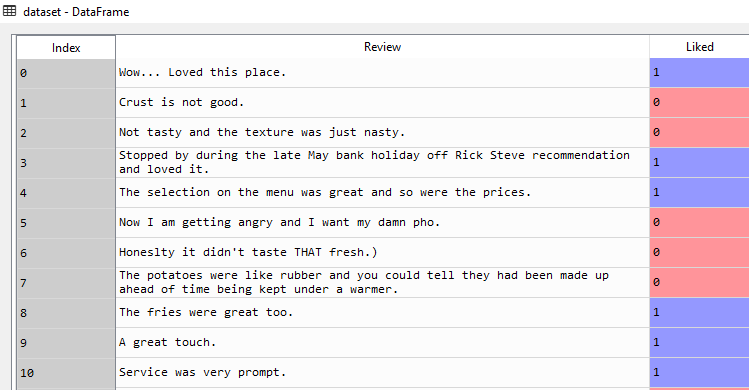 dataset - DataFrame
Index Review Liked
0 Wow... Loved this place. 1
1 Crust is not good. 0
2 Not tasty and the texture was just nasty. 0
3 Stopped by during the late May bank holiday off Rick Steve recommendation 1
and loved it.
4 The selection on the menu was great and so were the prices. 1
5 Now I am getting angry and I want my damn pho. 0
6 Honeslty it didn't taste THAT fresh.) 0
7 The potatoes were like rubber and you could tell they had been made up 0
ahead of time being kept under a warmer.
8 The fries were great too. 1
9 A great touch. 1
10 Service was very prompt. 1